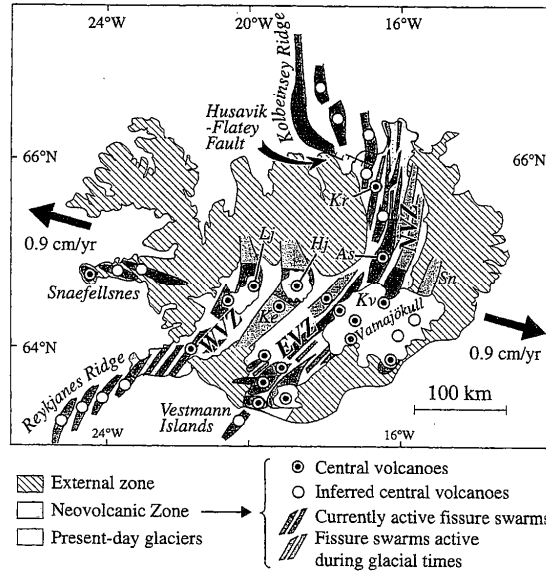 24°W
20°W
16°W
Kolbeinsey Ridge
Husavik
-Flatey
Fault
66°N
66°N
Kr
NVZ
Lj
Hj
As
0.9 cm/yr
Sn
Snaefellsnes
Ke
Kv
Vatnajökull
WVZ
EVZ
64°N
64°N
0.9 cm/yr
Reykjanes Ridge
100 km
Vestmann
Islands
24°W
16°W
External zone
Neovolcanic Zone
Present-day glaciers
Central volcanoes
Inferred central volcanoes
Currently active fissure swarms
Fissure swarms active
during glacial times